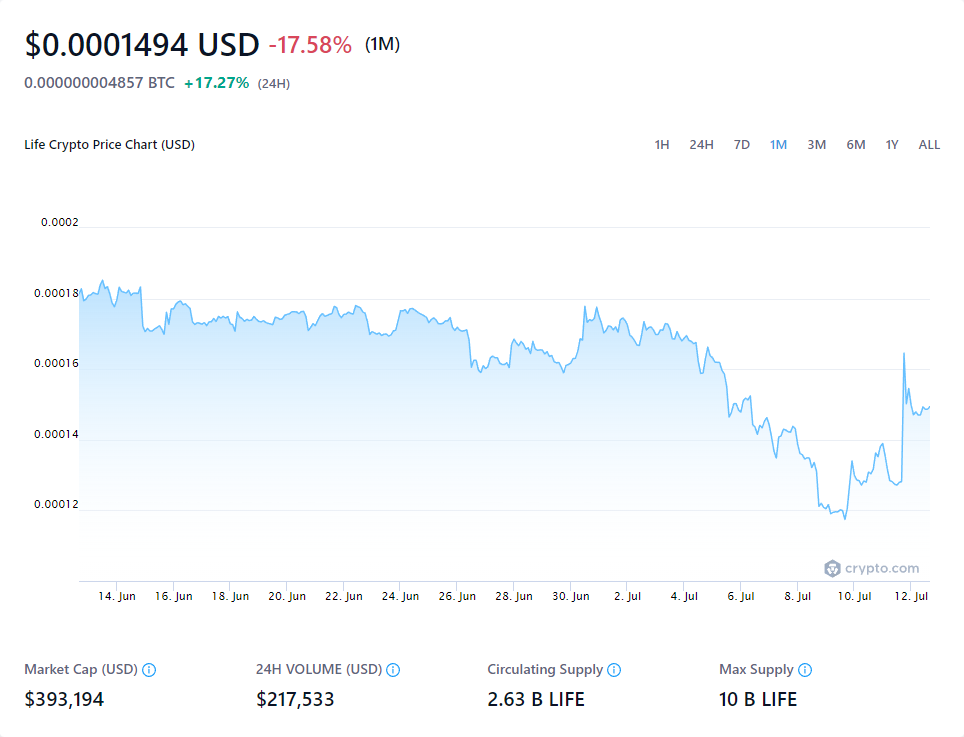 $0.0001494 USD -17.58% (1M)
0.000000004857 BTC +17.27% (24H)
Life Crypto Price Chart (USD)
1H 24H 7D 1M 3M 6M 1Y ALL
0.0002
0.00018
0.00016
0.00014
0.00012
crypto.com
14. Jun 16. Jun 18. Jun 20. Jun 22. Jun 24. Jun 26. Jun 28. Jun 30. Jun 2. Jul 4. Jul 6. Jul 8. Jul 10. Jul 12. Jul
Market Cap (USD) 24H VOLUME (USD) Circulating Supply Max Supply
$393,194 $217,533 2.63 B LIFE 10 B LIFE